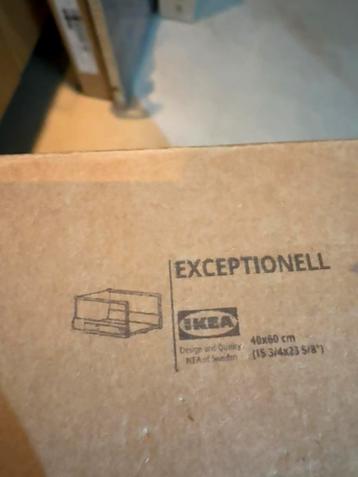 EXCEPTIONELL
IKEA
Design and Quality
IKEA of Sweden
40x60 cm
(15 3/4x23 5/8")